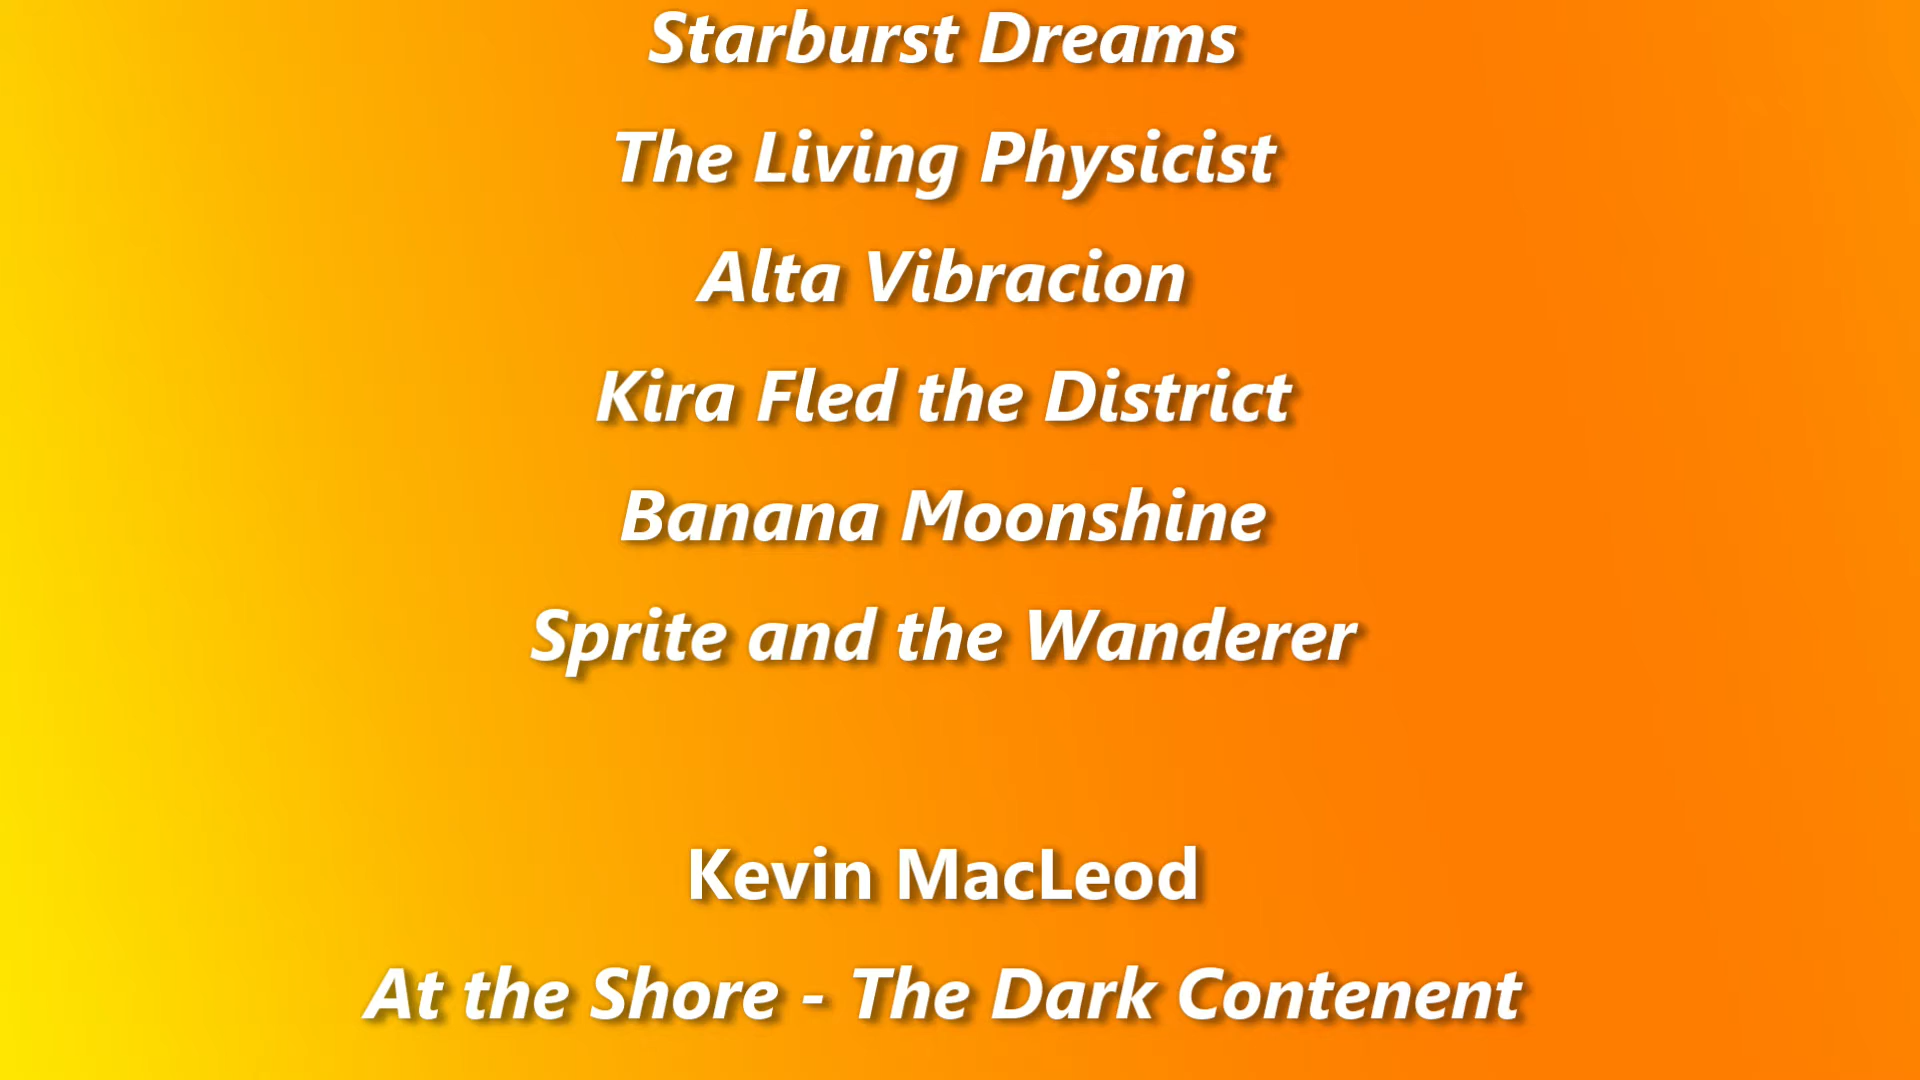 Starburst Dreams
The Living Physicist
Alta Vibracion
Kira Fled the District
Banana Moonshine
Sprite and the Wanderer
Kevin MacLeod
At the Shore - The Dark Contenent